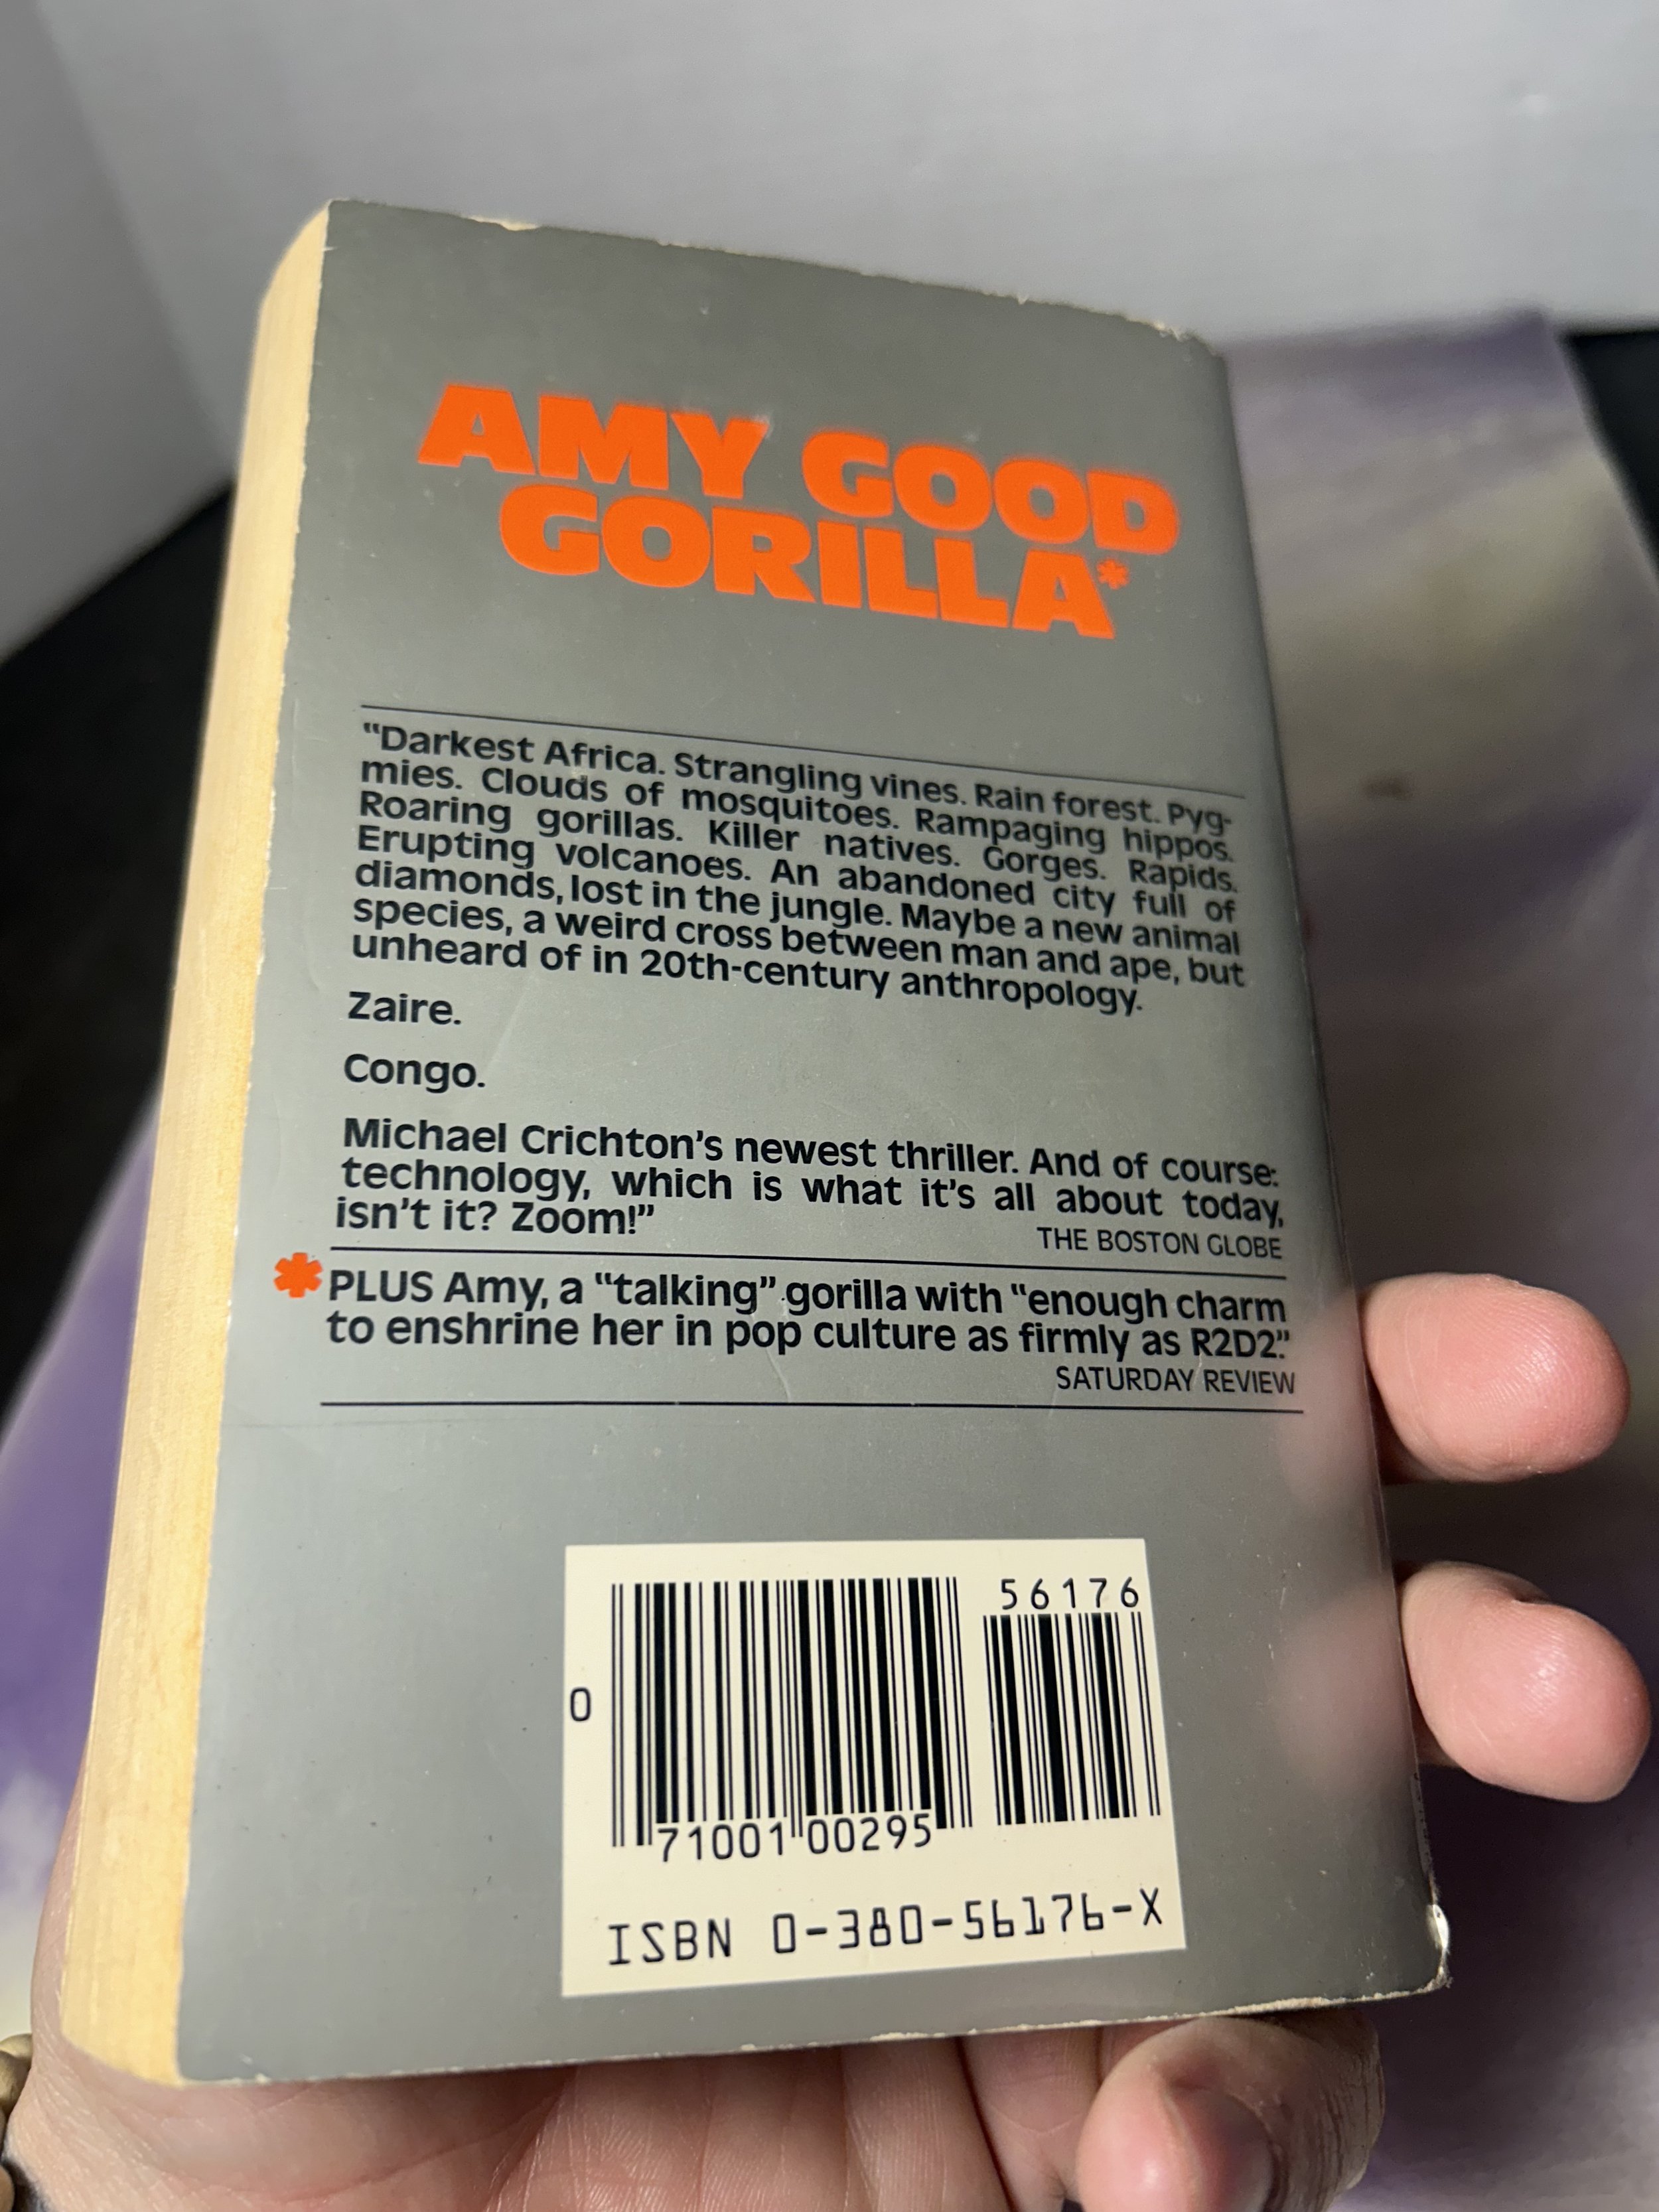 AMY GOOD
GORILLA*
"Darkest Africa. Strangling vines. Rain forest. Pyg-
mies. Clouds of mosquitoes. Rampaging hippos.
Roaring gorillas. Killer natives. Gorges. Rapids.
Erupting volcanoes. An abandoned city full of
diamonds, lost in the jungle. Maybe a new animal
species, a weird cross between man and ape, but
unheard of in 20th-century anthropology.
Zaire.
Congo.
Michael Crichton's newest thriller. And of course:
technology, which is what it's all about today,
isn't it? Zoom!"
THE BOSTON GLOBE
*PLUS Amy, a "talking" gorilla with "enough charm
to enshrine her in pop culture as firmly as R2D2."
SATURDAY REVIEW
56176
0 71001 00295
ISBN 0-380-56176-X